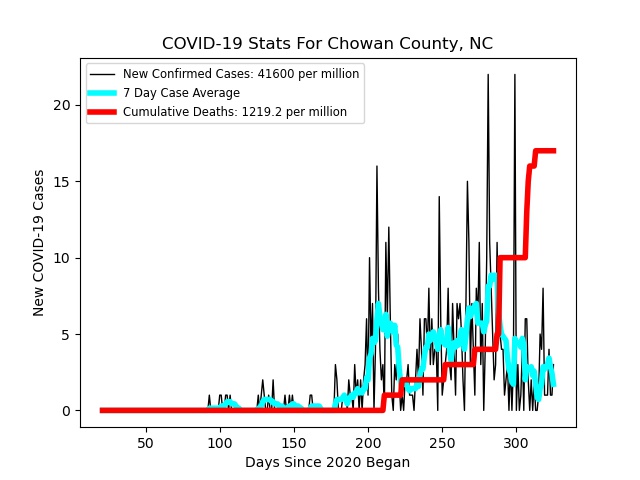 COVID-19 Stats For Chowan County, NC
New Confirmed Cases: 41600 per million
7 Day Case Average
Cumulative Deaths: 1219.2 per million
New COVID-19 Cases
20
15
10
5
0
50 100 150 200 250 300
Days Since 2020 Began